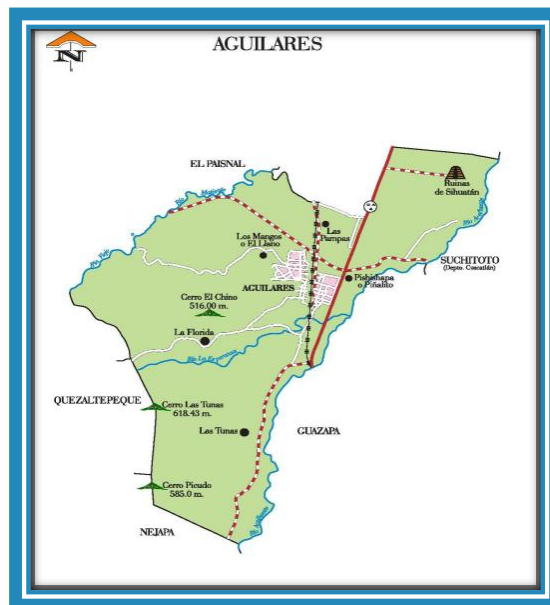 AGUILARES
N
EL PAISNAL
Río Matizate
Ruinas
de Sihuatán
Las
Pampas
Los Mangos
o El Llano
SUCHITOTO
(Depto. Cuscatlán)
Pishishapa
o Piñalito
AGUILARES
Cerro El Chino
516.00 m.
La Florida
QUEZALTEPEQUE
Cerro Las Tunas
618.43 m.
Las Tunas
GUAZAPA
Cerro Picudo
585.0 m.
NEJAPA